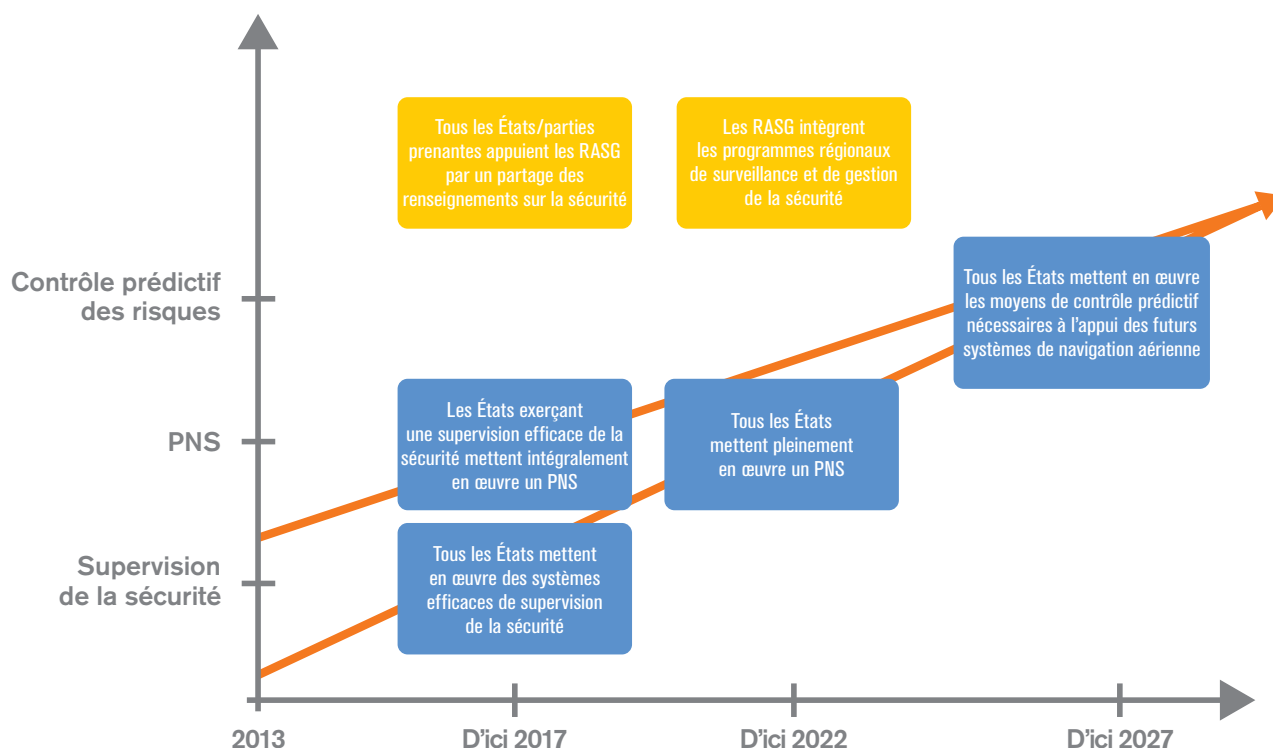 Tous les États/parties
prenantes appuient les RASG
par un partage des
renseignements sur la sécurité
Les RASG intègrent
les programmes régionaux
de surveillance et de gestion
de la sécurité
Contrôle prédictif
des risques
Tous les États mettent en œuvre
les moyens de contrôle prédictif
nécessaires à l'appui des futurs
systèmes de navigation aérienne
PNS
Les États exerçant
une supervision efficace de la
sécurité mettent intégralement
en œuvre un PNS
Tous les États
mettent pleinement
en œuvre un PNS
Supervision
de la sécurité
Tous les États mettent
en œuvre des systèmes
efficaces de supervision
de la sécurité
2013
D'ici 2017
D'ici 2022
D'ici 2027